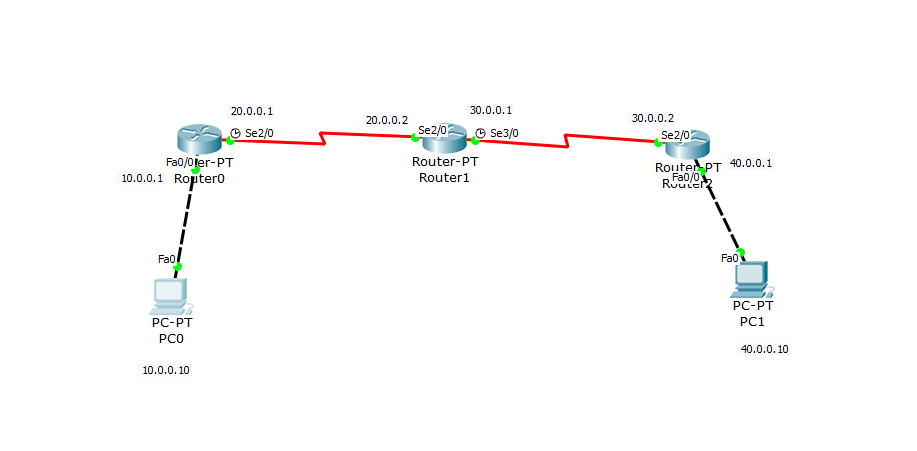 20.0.0.1
Se2/0
20.0.0.2
Se2/0
30.0.0.1
Se3/0
30.0.0.2
Se2/0
Fa0/0
Router0
10.0.0.1
Router-PT
Router1
Router-PT
Fa0/0
40.0.0.1
Fa0
PC-PT
PC0
10.0.0.10
Fa0
PC-PT
PC1
40.0.0.10